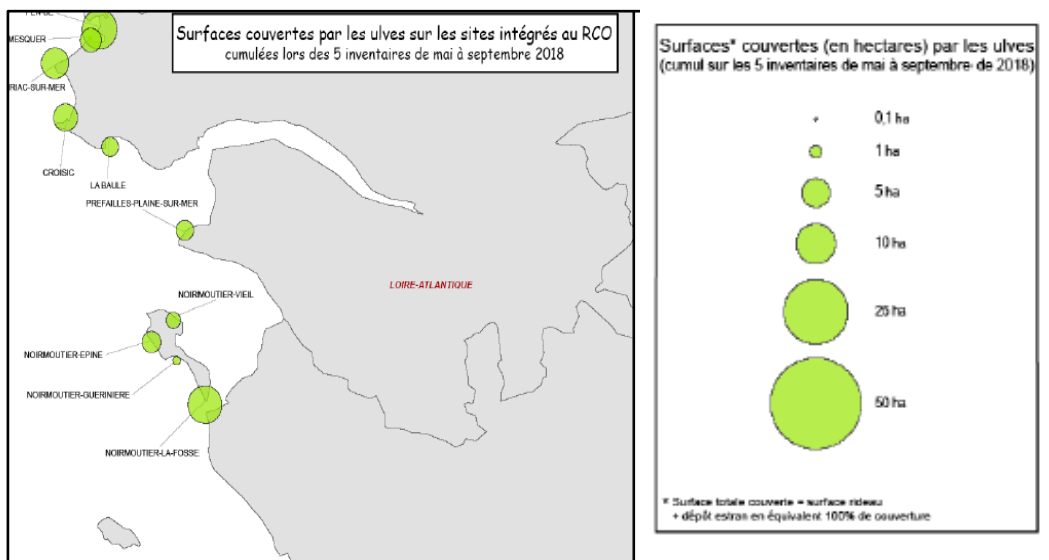 Surfaces couvertes par les ulves sur les sites intégrés au RCO
cumulées lors des 5 inventaires de mai à septembre 2018
MESQUER
RIAC-SUR-MER
CROISIC
LA BAULE
PREFAILLES-PLAINE-SUR-MER
LOIRE-ATLANTIQUE
NOIRMOUTIER-VIEIL
NOIRMOUTIER-EPINE
NOIRMOUTIER-GUERINIERE
NOIRMOUTIER-LA-FOSSE
Surfaces* couvertes (en hectares) par les ulves
(cumul sur les 5 inventaires de mai à septembre de 2018)
0,1 ha
1 ha
5 ha
10 ha
25 ha
50 ha
* Surface totale couverte = surface rideau
+ dépôt estran en équivalent 100% de couverture